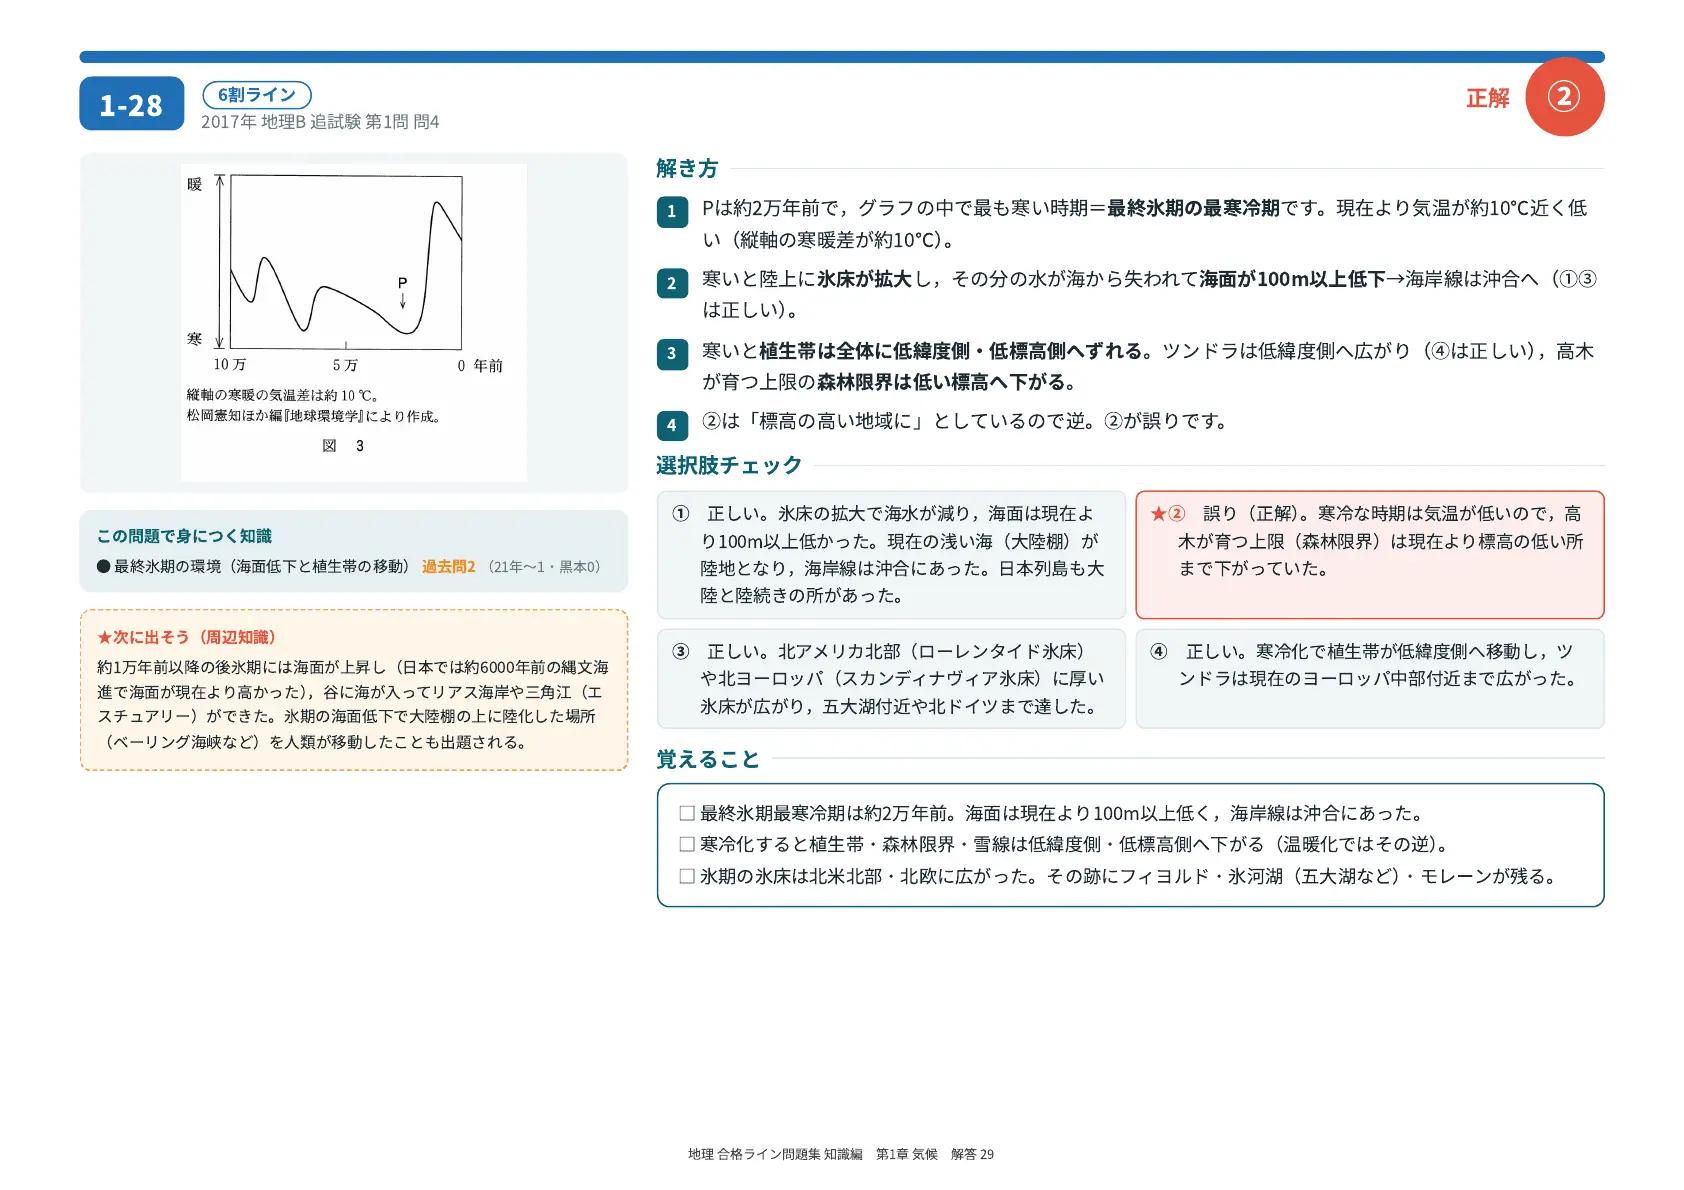 1-28
6割ライン
2017年 地理B 追試験 第1問 問4
正解 ②
暖
寒
P
10万 5万 0 年前
縦軸の寒暖の気温差は約 10 ℃。
松岡憲知ほか編『地球環境学』により作成。
図 3
この問題で身につく知識
●最終氷期の環境（海面低下と植生帯の移動） 過去問2 （21年〜1・黒本0）
★次に出そう（周辺知識）
約1万年前以降の後氷期には海面が上昇し（日本では約6000年前の縄文海
進で海面が現在より高かった），谷に海が入ってリアス海岸や三角江（エ
スチュアリー）ができた。氷期の海面低下で大陸棚の上に陸化した場所
（ベーリング海峡など）を人類が移動したことも出題される。
解き方
1 Pは約2万年前で，グラフの中で最も寒い時期＝最終氷期の最寒冷期です。現在より気温が約10℃近く低
い（縦軸の寒暖差が約10℃）。
2 寒いと陸上に氷床が拡大し，その分の水が海から失われて海面が100m以上低下→海岸線は沖合へ（①③
は正しい）。
3 寒いと植生帯は全体に低緯度側・低標高側へずれる。ツンドラは低緯度側へ広がり（④は正しい），高木
が育つ上限の森林限界は低い標高へ下がる。
4 ②は「標高の高い地域に」としているので逆。②が誤りです。
選択肢チェック
① 正しい。氷床の拡大で海水が減り，海面は現在よ
り100m以上低かった。現在の浅い海（大陸棚）が
陸地となり，海岸線は沖合にあった。日本列島も大
陸と陸続きの所があった。
★② 誤り（正解）。寒冷な時期は気温が低いので，高
木が育つ上限（森林限界）は現在より標高の低い所
まで下がっていた。
③ 正しい。北アメリカ北部（ローレンタイド氷床）
や北ヨーロッパ（スカンディナヴィア氷床）に厚い
氷床が広がり，五大湖付近や北ドイツまで達した。
④ 正しい。寒冷化で植生帯が低緯度側へ移動し，ツ
ンドラは現在のヨーロッパ中部付近まで広がった。
覚えること
□ 最終氷期最寒冷期は約2万年前。海面は現在より100m以上低く，海岸線は沖合にあった。
□ 寒冷化すると植生帯・森林限界・雪線は低緯度側・低標高側へ下がる（温暖化ではその逆）。
□ 氷期の氷床は北米北部・北欧に広がった。その跡にフィヨルド・氷河湖（五大湖など）・モレーンが残る。
地理 合格ライン問題集 知識編 第1章 気候 解答 29